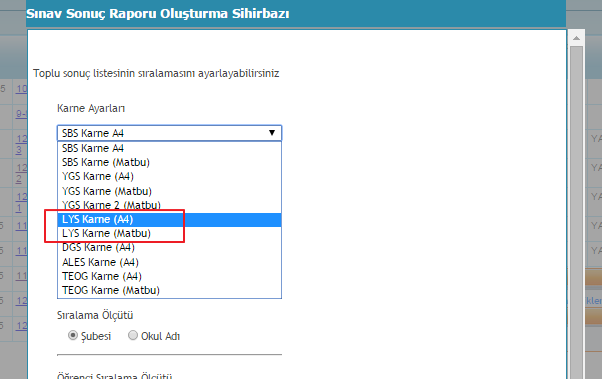 Sınav Sonuç Raporu Oluşturma Sihirbazı
Toplu sonuç listesinin sıralamasını ayarlayabilirsiniz
Karne Ayarları
SBS Karne A4
SBS Karne A4
SBS Karne (Matbu)
YGS Karne (A4)
YGS Karne (Matbu)
YGS Karne 2 (Matbu)
LYS Karne (A4)
LYS Karne (Matbu)
DGS Karne (A4)
ALES Karne (A4)
TEOG Karne (A4)
TEOG Karne (Matbu)
Sıralama Ölçütü
Şubesi Okul Adı
Öğrenci Sıralama Ölçütü